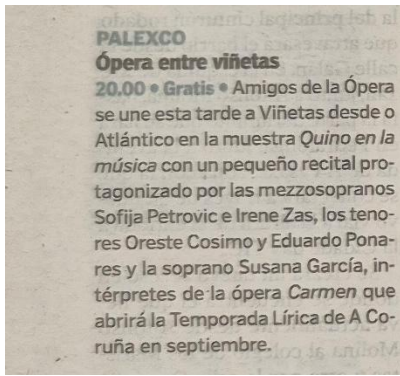 PALEXCO
Ópera entre viñetas
20.00 • Gratis • Amigos de la Ópera
se une esta tarde a Viñetas desde o
Atlántico en la muestra Quino en la
música con un pequeño recital pro-
tagonizado por las mezzosopranos
Sofija Petrovic e Irene Zas, los teno-
res Oreste Cosimo y Eduardo Pona-
res y la soprano Susana García, in-
térpretes de la ópera Carmen que
abrirá la Temporada Lírica de A Co-
ruña en septiembre.